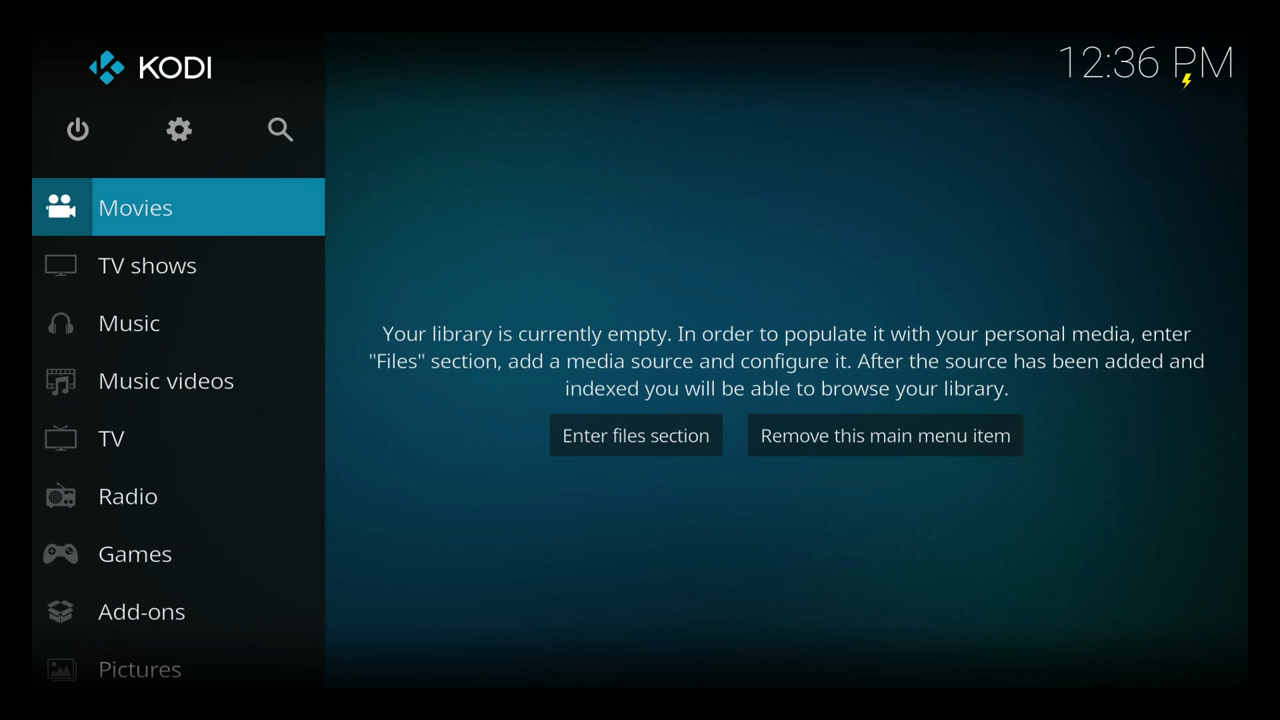 KODI
12:36 PM
Movies
TV shows
Music
Music videos
TV
Radio
Games
Add-ons
Pictures
Your library is currently empty. In order to populate it with your personal media, enter
"Files" section, add a media source and configure it. After the source has been added and
indexed you will be able to browse your library.
Enter files section
Remove this main menu item